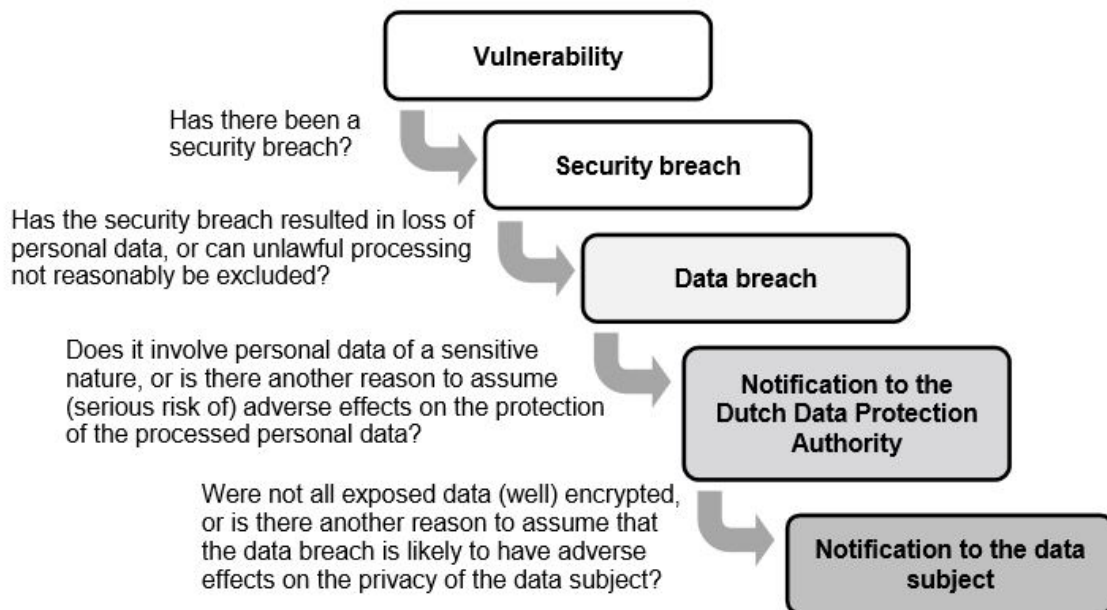 Vulnerability
Has there been a
security breach?
Security breach
Has the security breach resulted in loss of
personal data, or can unlawful processing
not reasonably be excluded?
Data breach
Does it involve personal data of a sensitive
nature, or is there another reason to assume
(serious risk of) adverse effects on the protection
of the processed personal data?
Notification to the
Dutch Data Protection
Authority
Were not all exposed data (well) encrypted,
or is there another reason to assume that
the data breach is likely to have adverse
effects on the privacy of the data subject?
Notification to the data
subject